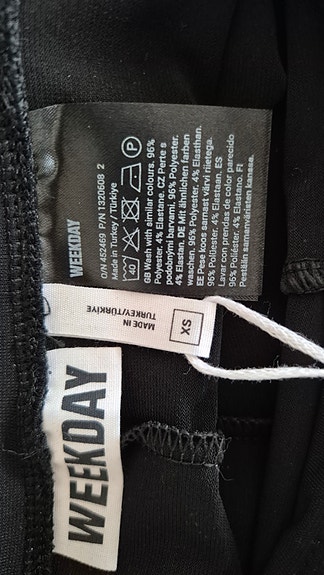 WEEKDAY
O/N 452469 P/N 1320608 2
Made in Turkey / Türkiye
40
P
GB Wash with similar colours. 96%
Polyester. 4% Elastane. CZ Perte s
podobnými barvami. 96% Polyester.
4% Elastan. DE Mit ähnlichen farben
waschen. 96% Polyester, 4% Elasthan.
EE Pese koos samast värvi riietega.
96% Polüester, 4% Elastaan. ES
Lavar con prendas de color parecido
96% Poliéster, 4% Elastano. FI
Pestäin samanväristen kanssa.
MADE IN
TURKEY/TÜRKIYE
XS
WEEKDAY